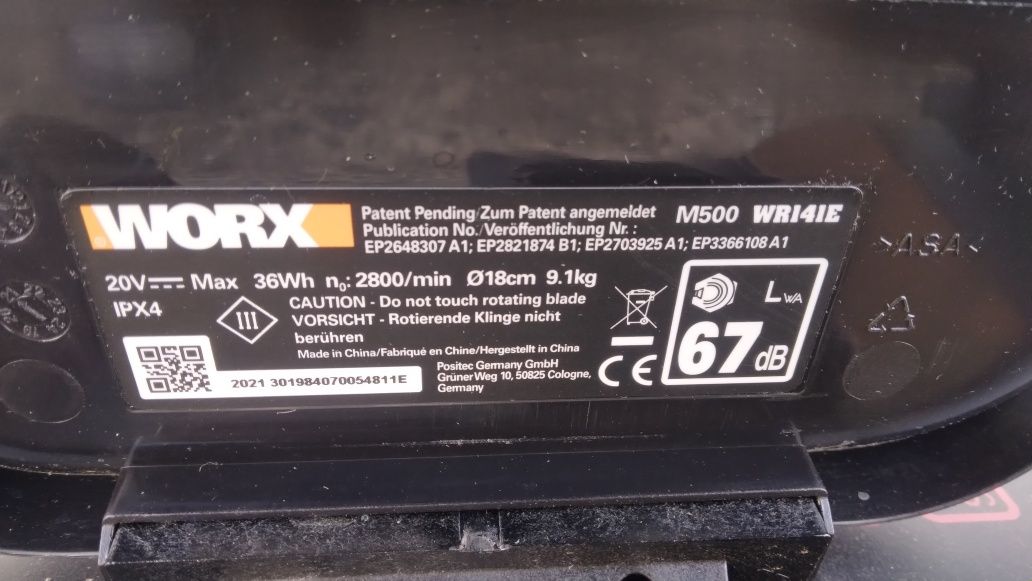 WORX
Patent Pending/Zum Patent angemeldet M500 WR141E
Publication No./Veröffentlichung Nr. :
EP2648307 A1; EP2821874 B1; EP2703925 A1; EP3366108 A1
20V⎓ Max 36Wh n₀: 2800/min Ø18cm 9.1kg
IPX4
III
CAUTION - Do not touch rotating blade
VORSICHT - Rotierende Klinge nicht
berühren
Made in China/Fabriqué en Chine/Hergestellt in China
2021 301984070054811E
Positec Germany GmbH
Grüner Weg 10, 50825 Cologne,
Germany
CE
LWA
67dB
>ASA<